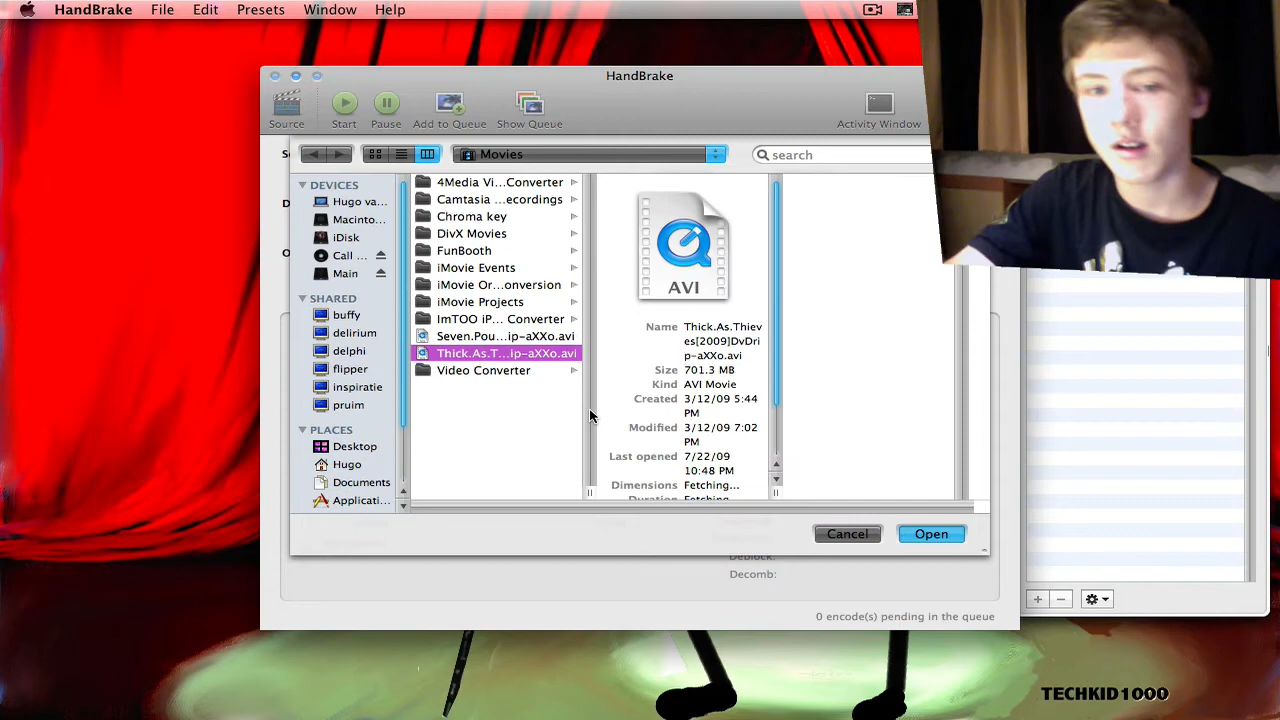 HandBrake File Edit Presets Window Help
HandBrake
Source Start Pause Add to Queue Show Queue Activity Window
Movies
search
DEVICES
Hugo va...
Macinto...
iDisk
Call ...
Main
SHARED
buffy
delirium
delphi
flipper
inspiratie
pruim
PLACES
Desktop
Hugo
Documents
Applicati...
4Media Vi...Converter
Camtasia ...ecordings
Chroma key
DivX Movies
FunBooth
iMovie Events
iMovie Or...onversion
iMovie Projects
ImTOO iP... Converter
Seven.Pou...ip-aXXo.avi
Thick.As.T...ip-aXXo.avi
Video Converter
AVI
Name Thick.As.Thiev
es[2009]DvDri
p-aXXo.avi
Size 701.3 MB
Kind AVI Movie
Created 3/12/09 5:44
PM
Modified 3/12/09 7:02
PM
Last opened 7/22/09
10:48 PM
Dimensions Fetching...
Duration Fetching...
Cancel Open
Deblock:
Decomb:
0 encode(s) pending in the queue
TECHKID1000